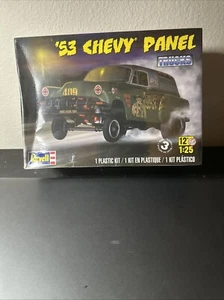 '53 CHEVY® PANEL
TRUCKS
409
Revell
1 PLASTIC KIT / 1 KIT EN PLASTIQUE / 1 KIT PLÁSTICO
3
12
1:25